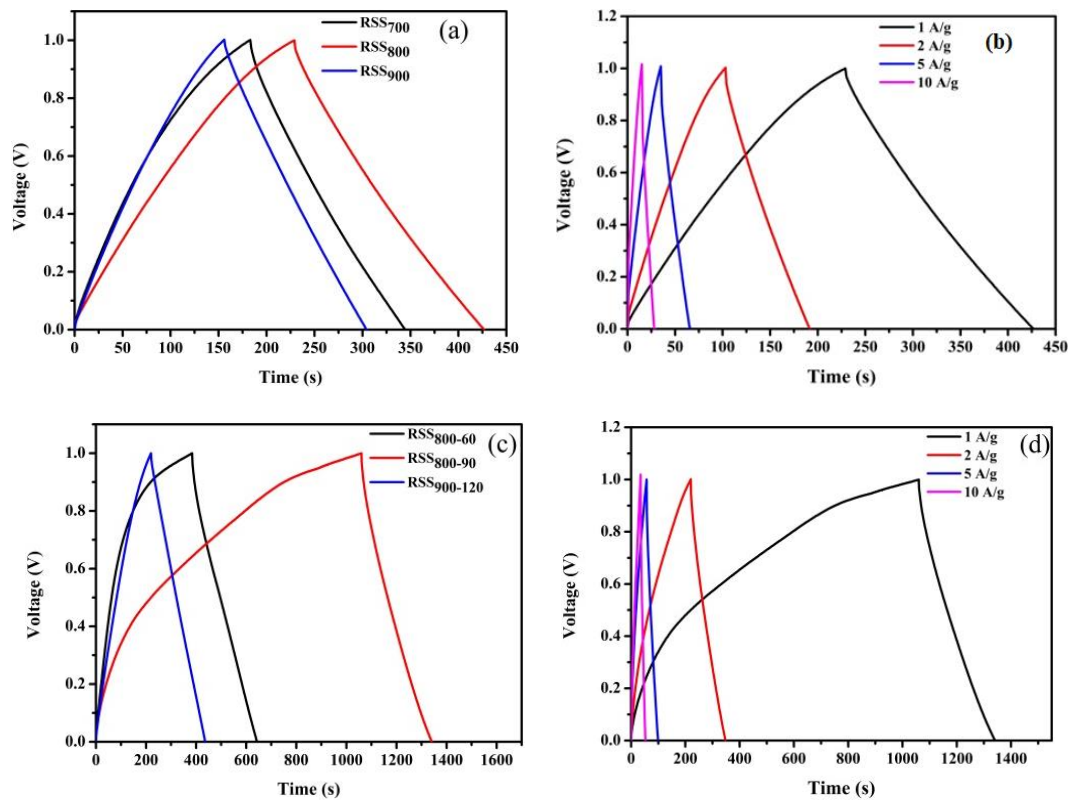 (a)
RSS700
RSS800
RSS900
Voltage (V)
1.0
0.8
0.6
0.4
0.2
0.0
0 50 100 150 200 250 300 350 400 450
Time (s)
(b)
1 A/g
2 A/g
5 A/g
10 A/g
Voltage (V)
1.2
1.0
0.8
0.6
0.4
0.2
0.0
0 50 100 150 200 250 300 350 400 450
Time (s)
(c)
RSS800-60
RSS800-90
RSS900-120
Voltage (V)
1.0
0.8
0.6
0.4
0.2
0.0
0 200 400 600 800 1000 1200 1400 1600
Time (s)
(d)
1 A/g
2 A/g
5 A/g
10 A/g
Voltage (V)
1.2
1.0
0.8
0.6
0.4
0.2
0.0
0 200 400 600 800 1000 1200 1400
Time (s)